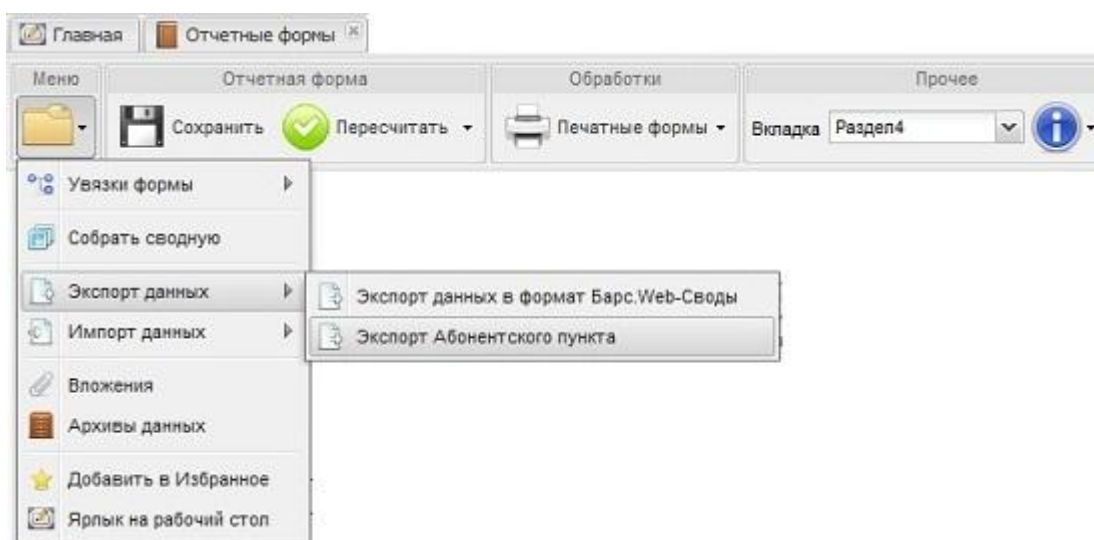 Главная Отчетные формы
Меню Отчетная форма Обработки Прочее
Сохранить Пересчитать Печатные формы Вкладка Раздел4
Увязки формы
Собрать сводную
Экспорт данных
Экспорт данных в формат Барс.Web-Своды
Импорт данных
Экспорт Абонентского пункта
Вложения
Архивы данных
Добавить в Избранное
Ярлык на рабочий стол